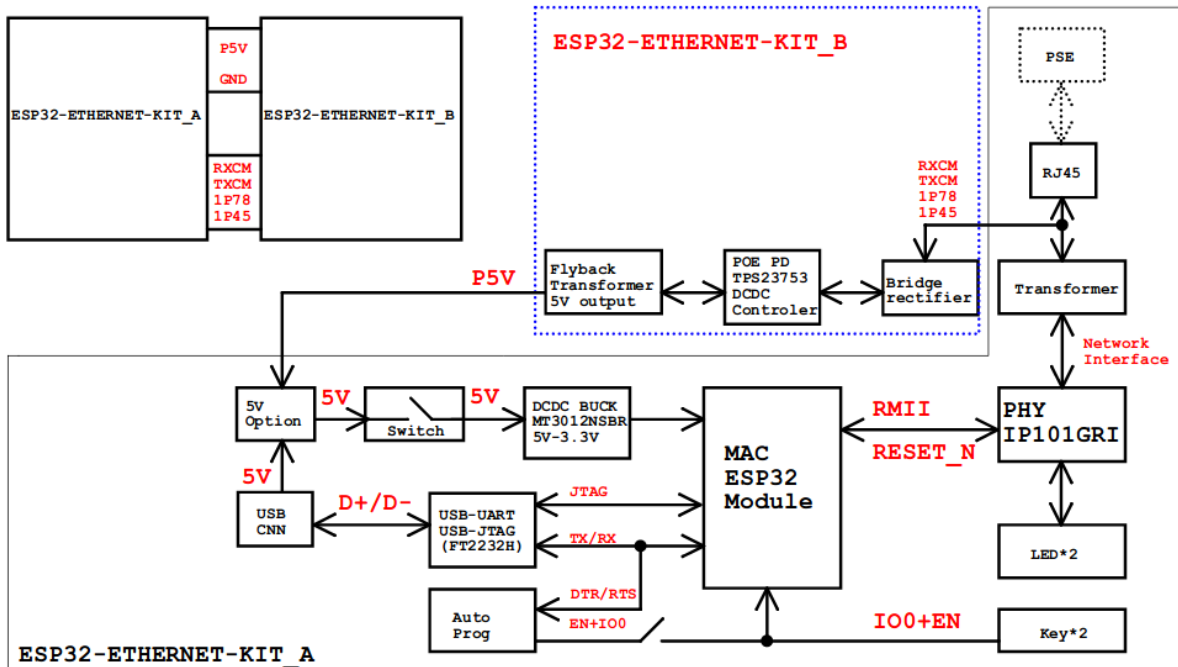 P5V
GND
ESP32-ETHERNET-KIT_A
ESP32-ETHERNET-KIT_B
RXCM
TXCM
1P78
1P45
ESP32-ETHERNET-KIT_B
PSE
RJ45
RXCM
TXCM
1P78
1P45
P5V
Flyback
Transformer
5V output
POE PD
TPS23753
DCDC
Controler
Bridge
rectifier
Transformer
Network
Interface
5V
Option
5V
Switch
5V
DCDC BUCK
MT3012NSBR
5V-3.3V
MAC
ESP32
Module
RMII
RESET_N
PHY
IP101GRI
5V
USB
CNN
D+/D-
USB-UART
USB-JTAG
(FT2232H)
JTAG
TX/RX
LED*2
Auto
Prog
DTR/RTS
EN+IO0
IO0+EN
Key*2
ESP32-ETHERNET-KIT_A